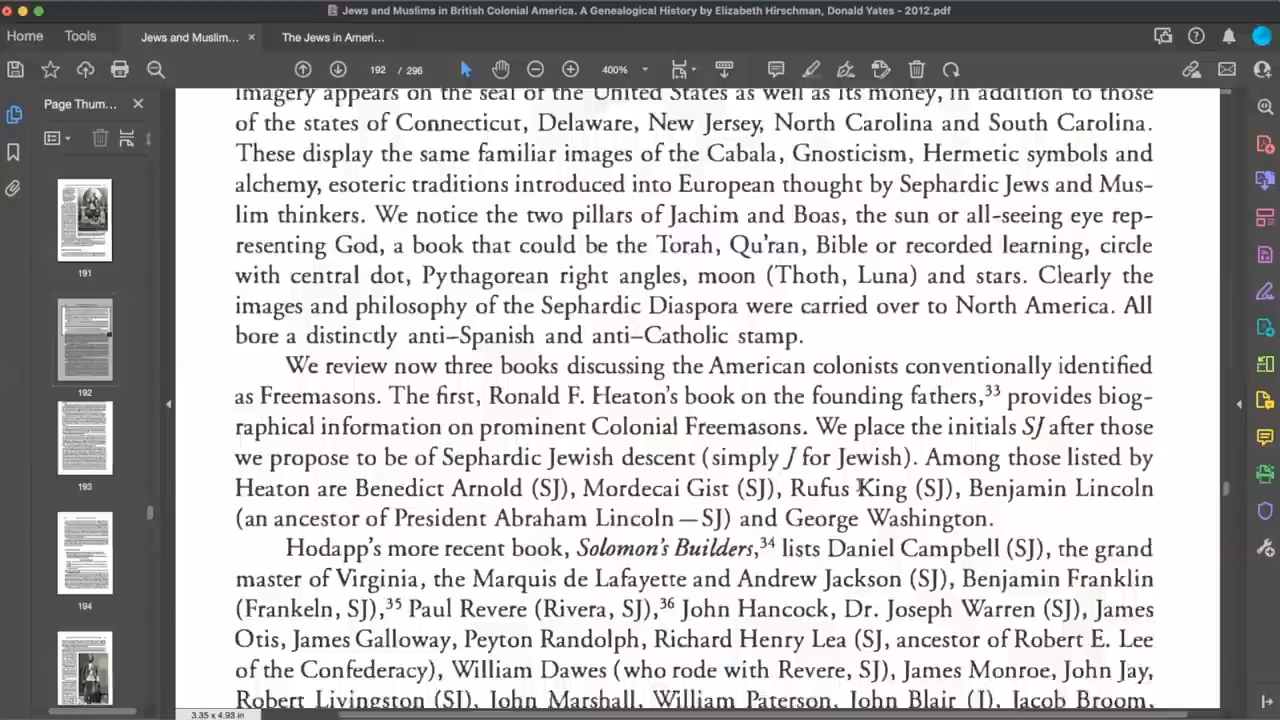 Jews and Muslims in British Colonial America. A Genealogical History by Elizabeth Hirschman, Donald Yates - 2012.pdf
Home
Tools
Jews and Muslim...
The Jews in Ameri...
192 / 296
400%
Page Thum...
191
192
193
194
imagery appears on the seal of the United States as well as its money, in addition to those
of the states of Connecticut, Delaware, New Jersey, North Carolina and South Carolina.
These display the same familiar images of the Cabala, Gnosticism, Hermetic symbols and
alchemy, esoteric traditions introduced into European thought by Sephardic Jews and Mus-
lim thinkers. We notice the two pillars of Jachim and Boas, the sun or all-seeing eye rep-
resenting God, a book that could be the Torah, Qu'ran, Bible or recorded learning, circle
with central dot, Pythagorean right angles, moon (Thoth, Luna) and stars. Clearly the
images and philosophy of the Sephardic Diaspora were carried over to North America. All
bore a distinctly anti–Spanish and anti–Catholic stamp.
We review now three books discussing the American colonists conventionally identified
as Freemasons. The first, Ronald F. Heaton's book on the founding fathers,³³ provides biog-
raphical information on prominent Colonial Freemasons. We place the initials SJ after those
we propose to be of Sephardic Jewish descent (simply J for Jewish). Among those listed by
Heaton are Benedict Arnold (SJ), Mordecai Gist (SJ), Rufus King (SJ), Benjamin Lincoln
(an ancestor of President Abraham Lincoln — SJ) and George Washington.
Hodapp's more recent book, Solomon's Builders,³⁴ lists Daniel Campbell (SJ), the grand
master of Virginia, the Marquis de Lafayette and Andrew Jackson (SJ), Benjamin Franklin
(Frankeln, SJ),³⁵ Paul Revere (Rivera, SJ),³⁶ John Hancock, Dr. Joseph Warren (SJ), James
Otis, James Galloway, Peyton Randolph, Richard Henry Lea (SJ, ancestor of Robert E. Lee
of the Confederacy), William Dawes (who rode with Revere, SJ), James Monroe, John Jay,
Robert Livingston (SJ), John Marshall, William Paterson, John Blair (J), Jacob Broom,
3.35 x 4.93 in